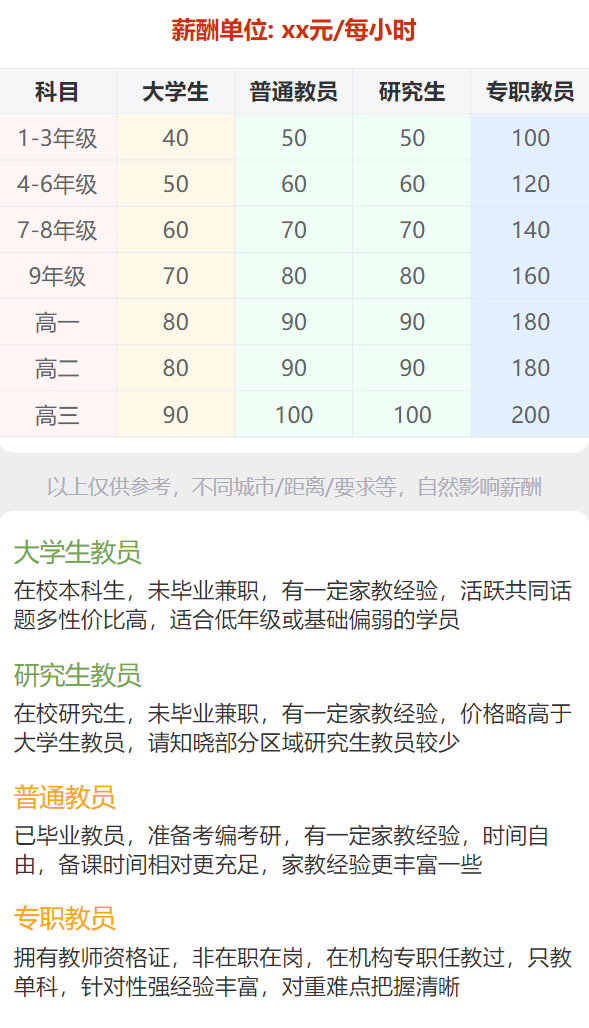 薪酬单位: xx元/每小时
科目 大学生 普通教员 研究生 专职教员
1-3年级 40 50 50 100
4-6年级 50 60 60 120
7-8年级 60 70 70 140
9年级 70 80 80 160
高一 80 90 90 180
高二 80 90 90 180
高三 90 100 100 200
以上仅供参考，不同城市/距离/要求等，自然影响薪酬
大学生教员
在校本科生，未毕业兼职，有一定家教经验，活跃共同话
题多性价比高，适合低年级或基础偏弱的学员
研究生教员
在校研究生，未毕业兼职，有一定家教经验，价格略高于
大学生教员，请知晓部分区域研究生教员较少
普通教员
已毕业教员，准备考编考研，有一定家教经验，时间自
由，备课时间相对更充足，家教经验更丰富一些
专职教员
拥有教师资格证，非在职在岗，在机构专职任教过，只教
单科，针对性强经验丰富，对重难点把握清晰